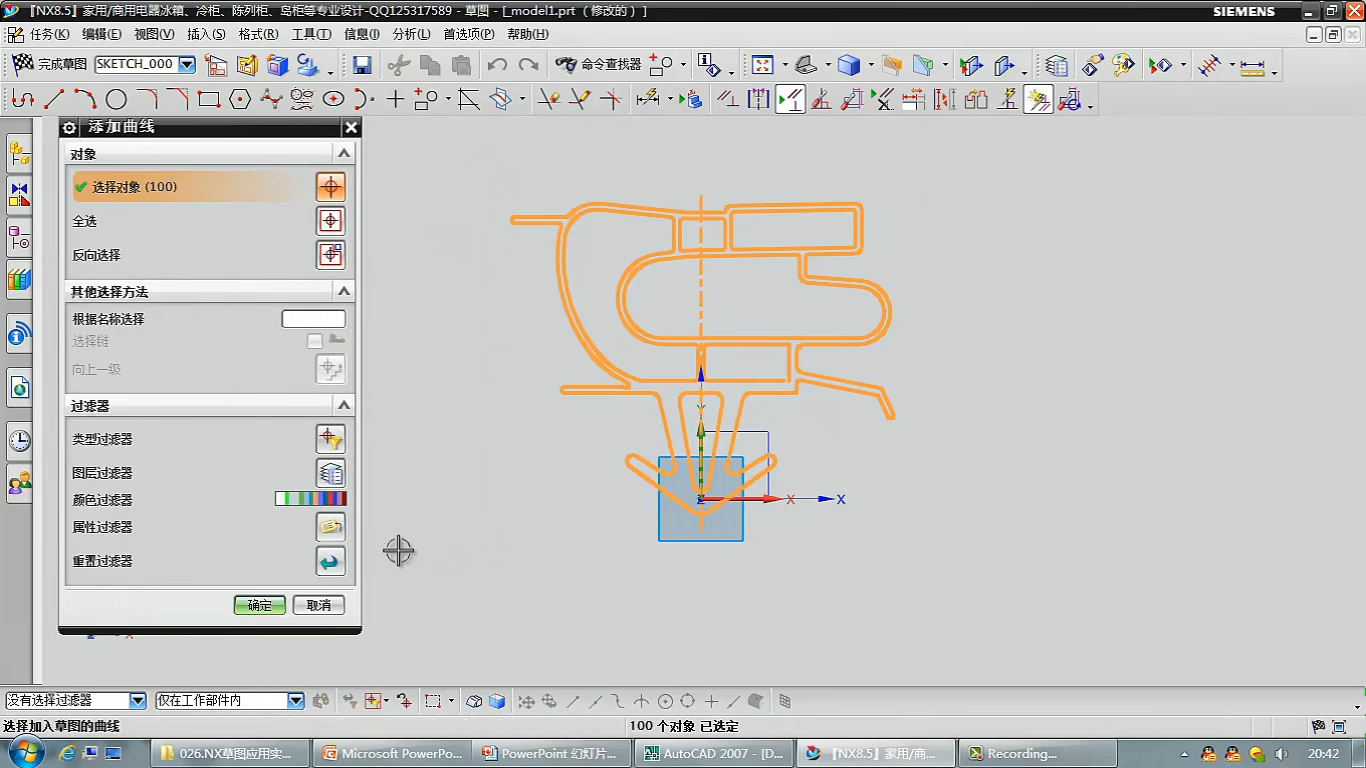 『NX8.5』家用/商用电器冰箱、冷柜、陈列柜、岛柜等专业设计-QQ125317589 - 草图 - [_model1.prt （修改的）]
SIEMENS
任务(K) 编辑(E) 视图(V) 插入(S) 格式(R) 工具(T) 信息(I) 分析(L) 首选项(P) 帮助(H)
完成草图 SKETCH_000 命令查找器
添加曲线
对象
选择对象 (100)
全选
反向选择
其他选择方法
根据名称选择
选择链
向上一级
过滤器
类型过滤器
图层过滤器
颜色过滤器
属性过滤器
重置过滤器
确定 取消
Y
Z X X
没有选择过滤器 仅在工作部件内
选择加入草图的曲线 100 个对象 已选定
026.NX草图应用实... Microsoft PowerPo... PowerPoint 幻灯片... AutoCAD 2007 - [D... 『NX8.5』家用/商... Recording... 20:42